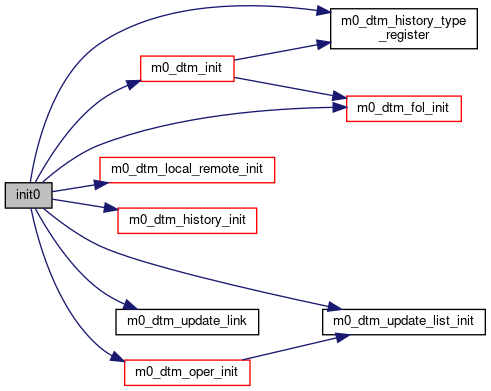 m0_dtm_history_type
_register
m0_dtm_init
m0_dtm_fol_init
m0_dtm_local_remote_init
init0
m0_dtm_history_init
m0_dtm_update_link
m0_dtm_update_list_init
m0_dtm_oper_init